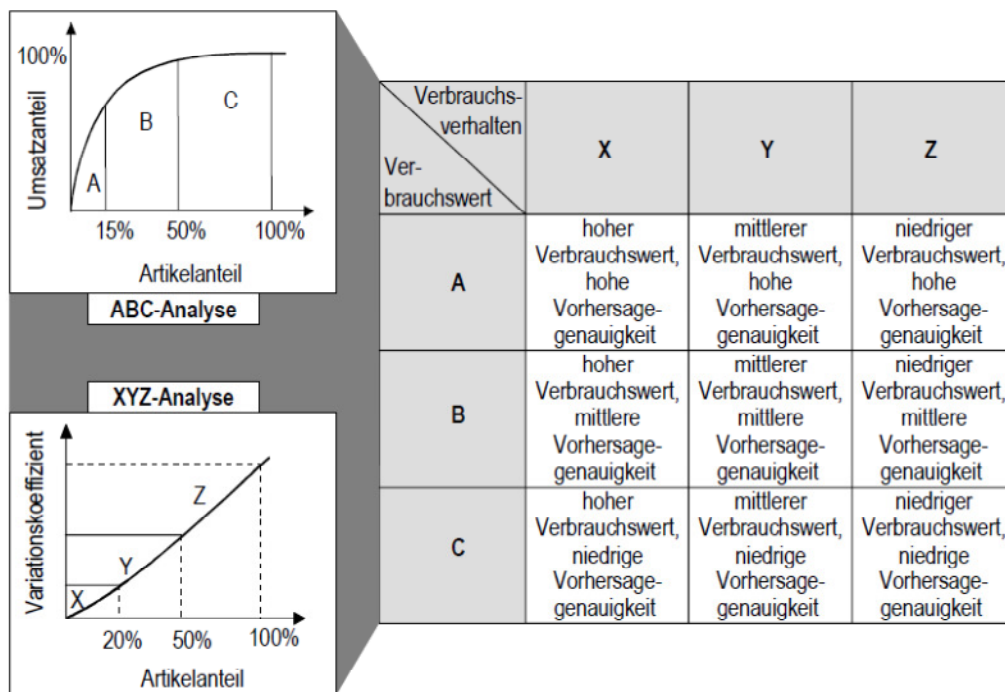 100%
Umsatzanteil
A
B
C
15%
50%
100%
Artikelanteil
ABC-Analyse
XYZ-Analyse
Variationskoeffizient
X
Y
Z
20%
50%
100%
Artikelanteil
Verbrauchs-
verhalten
Ver-
brauchswert
X
Y
Z
A
hoher
Verbrauchswert,
hohe
Vorhersage-
genauigkeit
mittlerer
Verbrauchswert,
hohe
Vorhersage-
genauigkeit
niedriger
Verbrauchswert,
hohe
Vorhersage-
genauigkeit
B
hoher
Verbrauchswert,
mittlere
Vorhersage-
genauigkeit
mittlerer
Verbrauchswert,
mittlere
Vorhersage-
genauigkeit
niedriger
Verbrauchswert,
mittlere
Vorhersage-
genauigkeit
C
hoher
Verbrauchswert,
niedrige
Vorhersage-
genauigkeit
mittlerer
Verbrauchswert,
niedrige
Vorhersage-
genauigkeit
niedriger
Verbrauchswert,
niedrige
Vorhersage-
genauigkeit